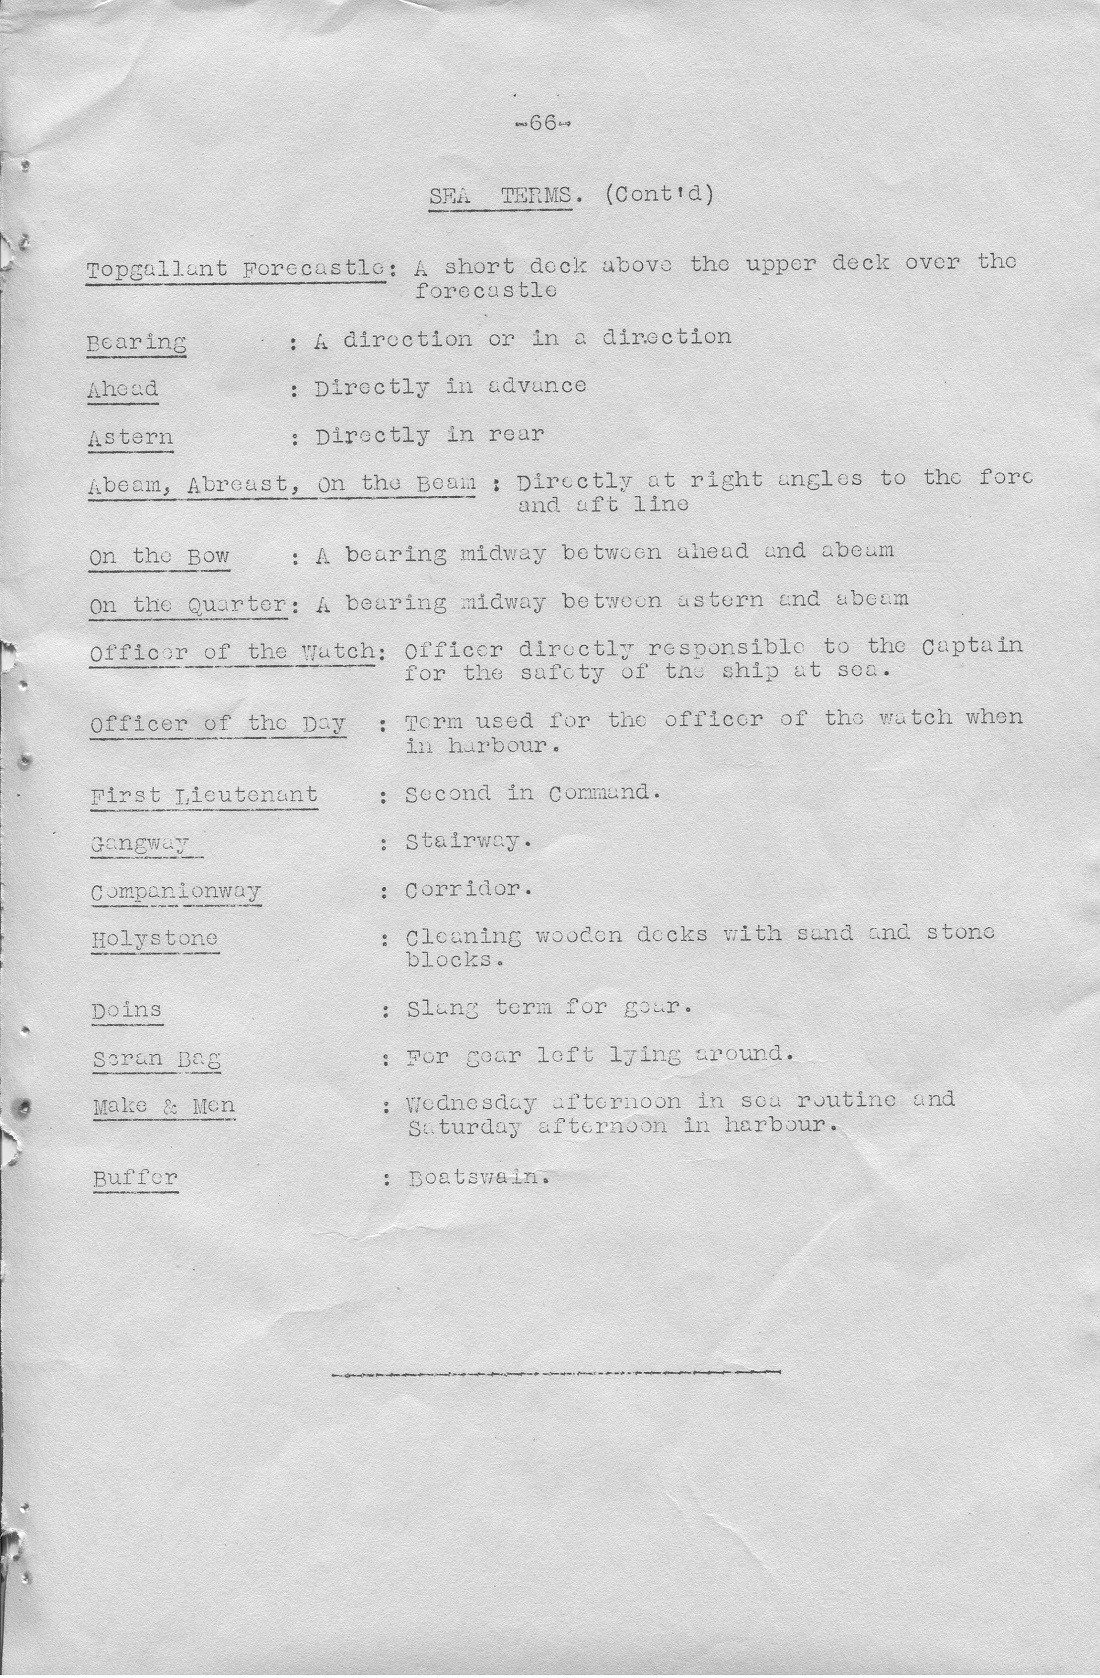 -66-
SEA TERMS. (Cont'd)
Topgallant Forecastle: A short deck above the upper deck over the
forecastle
Bearing : A direction or in a direction
Ahead : Directly in advance
Astern : Directly in rear
Abeam, Abreast, On the Beam : Directly at right angles to the fore
and aft line
On the Bow : A bearing midway between ahead and abeam
On the Quarter: A bearing midway between astern and abeam
Officer of the Watch: Officer directly responsible to the Captain
for the safety of the ship at sea.
Officer of the Day : Term used for the officer of the watch when
in harbour.
First Lieutenant : Second in Command.
Gangway : Stairway.
Companionway : Corridor.
Holystone : Cleaning wooden decks with sand and stone
blocks.
Doins : Slang term for gear.
Scran Bag : For gear left lying around.
Make & Men : Wednesday afternoon in sea routine and
Saturday afternoon in harbour.
Buffer : Boatswain.